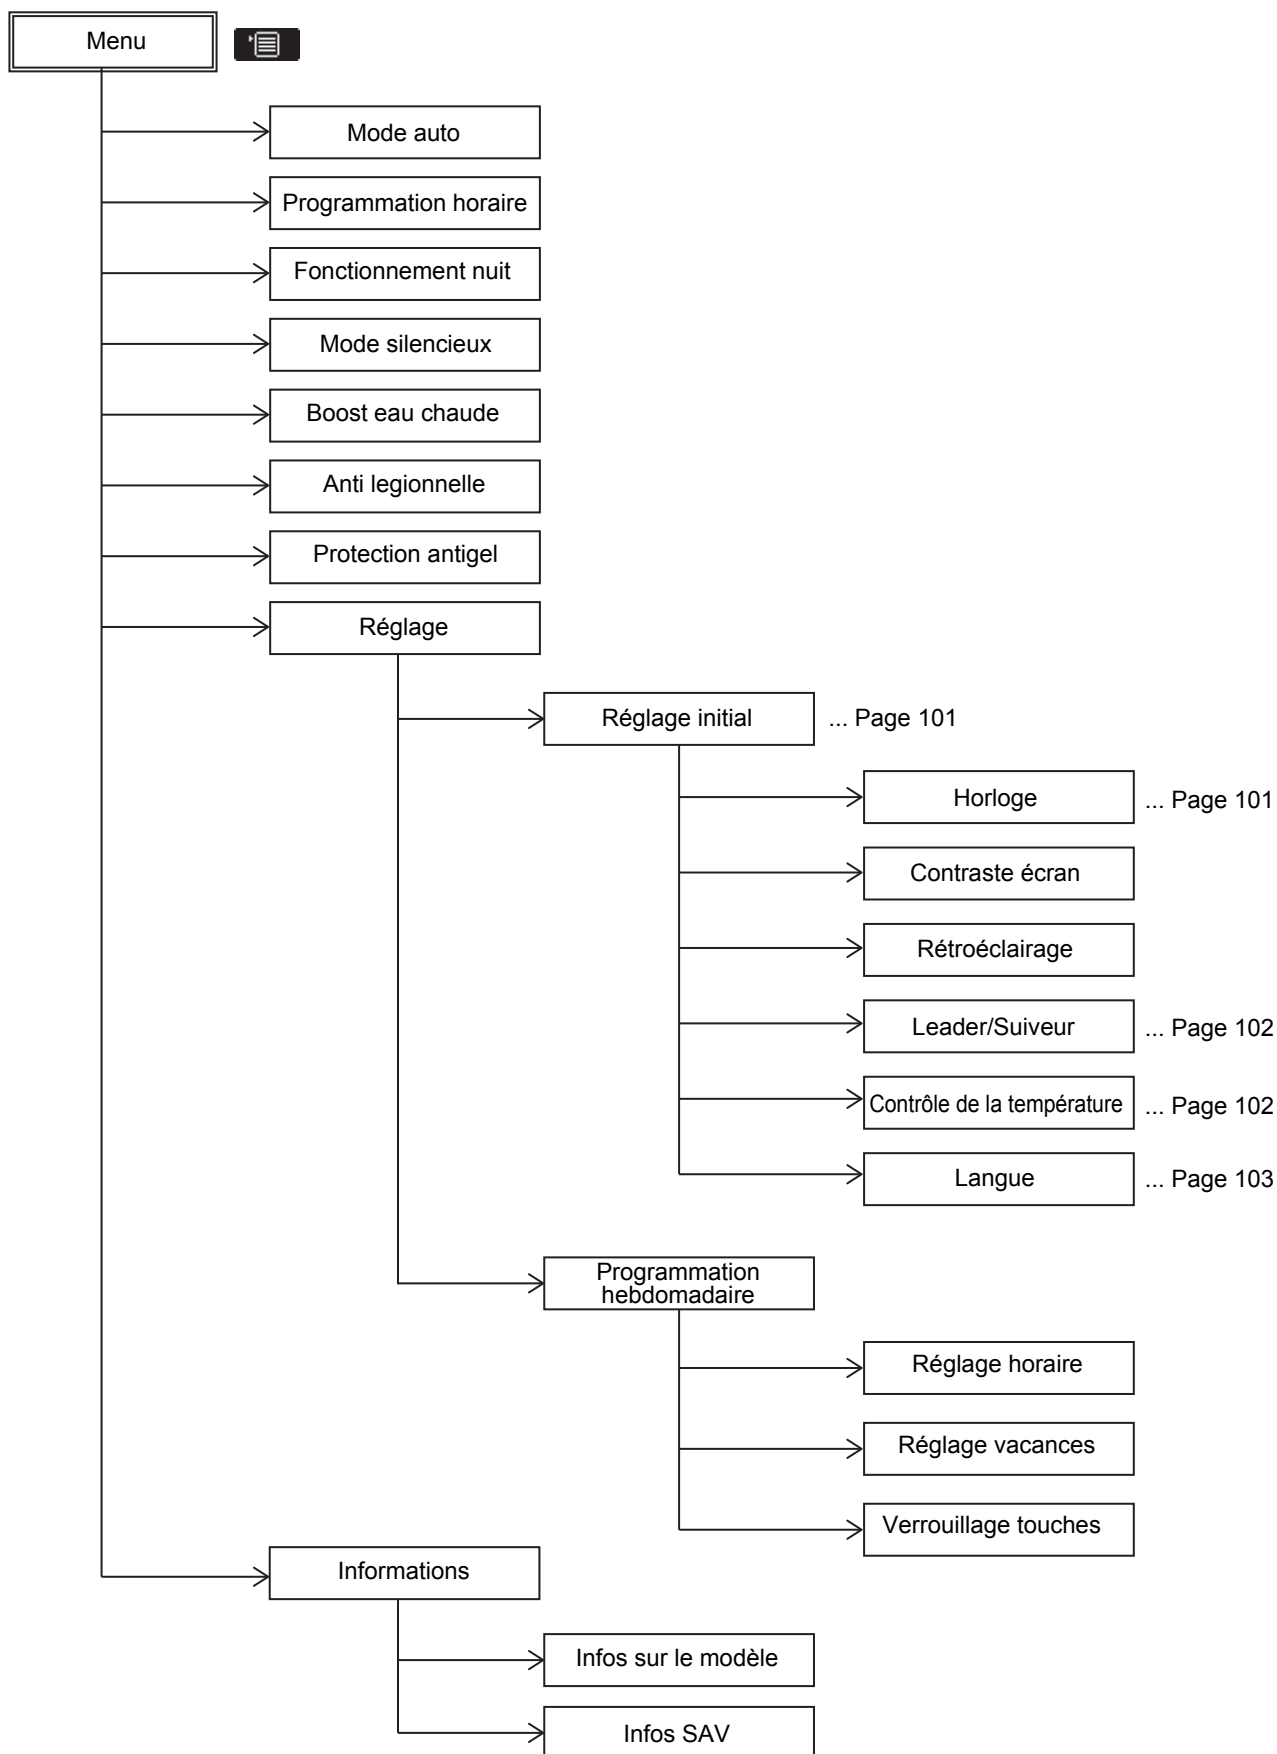 Menu
Mode auto
Programmation horaire
Fonctionnement nuit
Mode silencieux
Boost eau chaude
Anti legionnelle
Protection antigel
Réglage
Réglage initial ... Page 101
Horloge ... Page 101
Contraste écran
Rétroéclairage
Leader/Suiveur ... Page 102
Contrôle de la température ... Page 102
Langue ... Page 103
Programmation
hebdomadaire
Réglage horaire
Réglage vacances
Verrouillage touches
Informations
Infos sur le modèle
Infos SAV